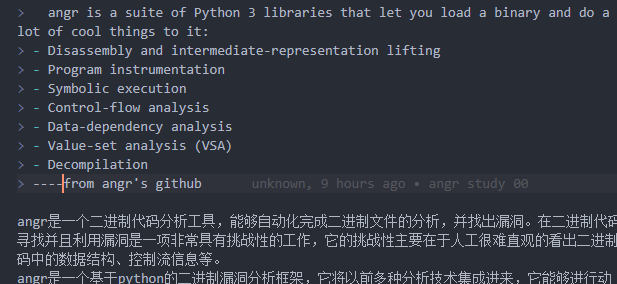 >   angr is a suite of Python 3 libraries that let you load a binary and do a
lot of cool things to it:
> - Disassembly and intermediate-representation lifting
> - Program instrumentation
> - Symbolic execution
> - Control-flow analysis
> - Data-dependency analysis
> - Value-set analysis (VSA)
> - Decompilation
> ----from angr's github unknown, 9 hours ago • angr study 00
angr是一个二进制代码分析工具，能够自动化完成二进制文件的分析，并找出漏洞。在二进制代码
寻找并且利用漏洞是一项非常具有挑战性的工作，它的挑战性主要在于人工很难直观的看出二进制
码中的数据结构、控制流信息等。
angr是一个基于python的二进制漏洞分析框架，它将以前多种分析技术集成进来，它能够进行动